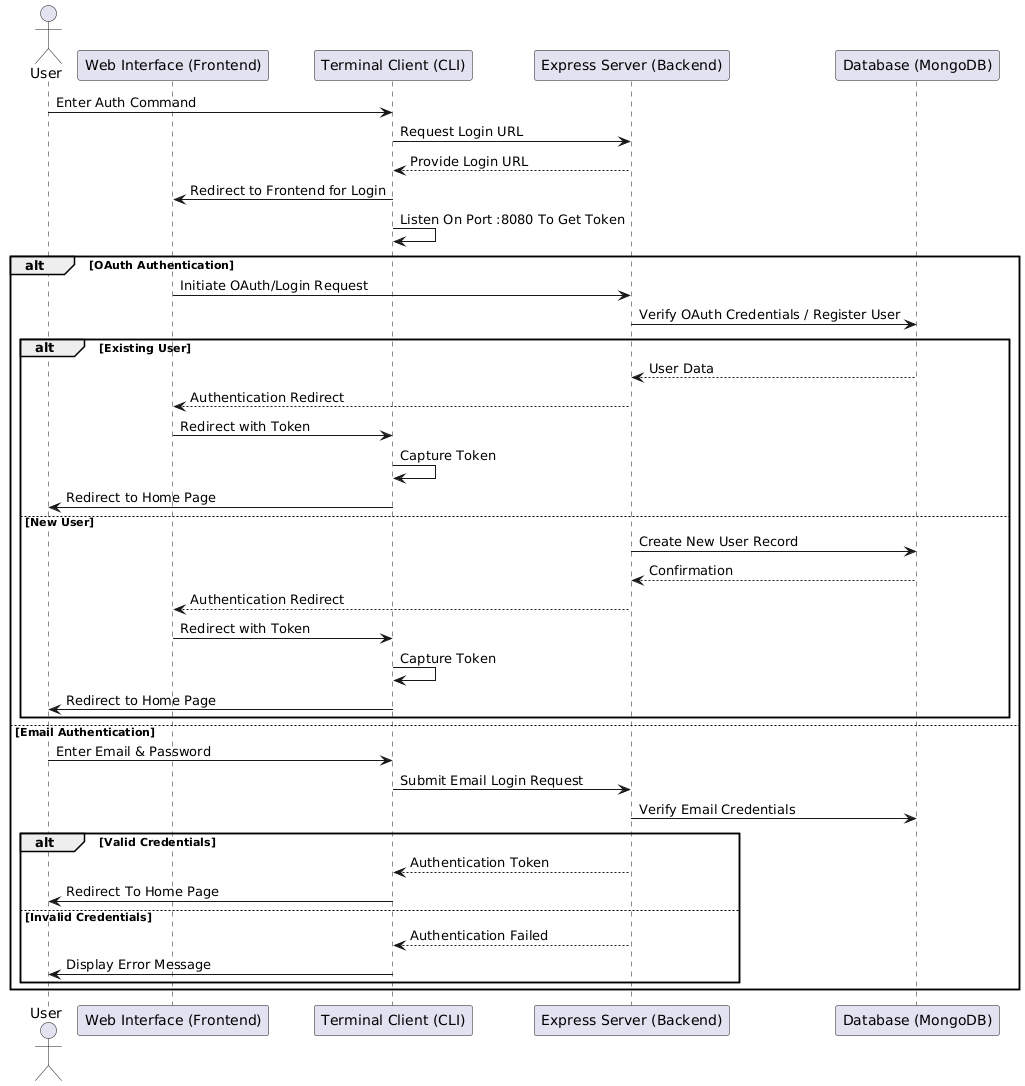 User
Web Interface (Frontend)
Terminal Client (CLI)
Express Server (Backend)
Database (MongoDB)
Enter Auth Command
Request Login URL
Provide Login URL
Redirect to Frontend for Login
Listen On Port :8080 To Get Token
alt
[OAuth Authentication]
Initiate OAuth/Login Request
Verify OAuth Credentials / Register User
alt
[Existing User]
User Data
Authentication Redirect
Redirect with Token
Capture Token
Redirect to Home Page
[New User]
Create New User Record
Confirmation
Authentication Redirect
Redirect with Token
Capture Token
Redirect to Home Page
[Email Authentication]
Enter Email & Password
Submit Email Login Request
Verify Email Credentials
alt
[Valid Credentials]
Authentication Token
Redirect To Home Page
[Invalid Credentials]
Authentication Failed
Display Error Message
User
Web Interface (Frontend)
Terminal Client (CLI)
Express Server (Backend)
Database (MongoDB)